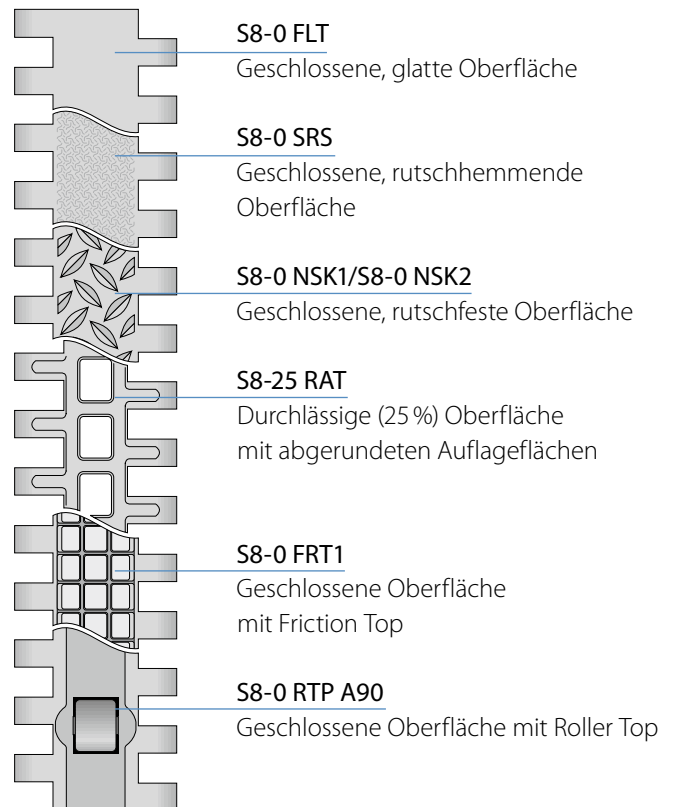 S8-0 FLT
Geschlossene, glatte Oberfläche
S8-0 SRS
Geschlossene, rutschhemmende
Oberfläche
S8-0 NSK1/S8-0 NSK2
Geschlossene, rutschfeste Oberfläche
S8-25 RAT
Durchlässige (25 %) Oberfläche
mit abgerundeten Auflageflächen
S8-0 FRT1
Geschlossene Oberfläche
mit Friction Top
S8-0 RTP A90
Geschlossene Oberfläche mit Roller Top